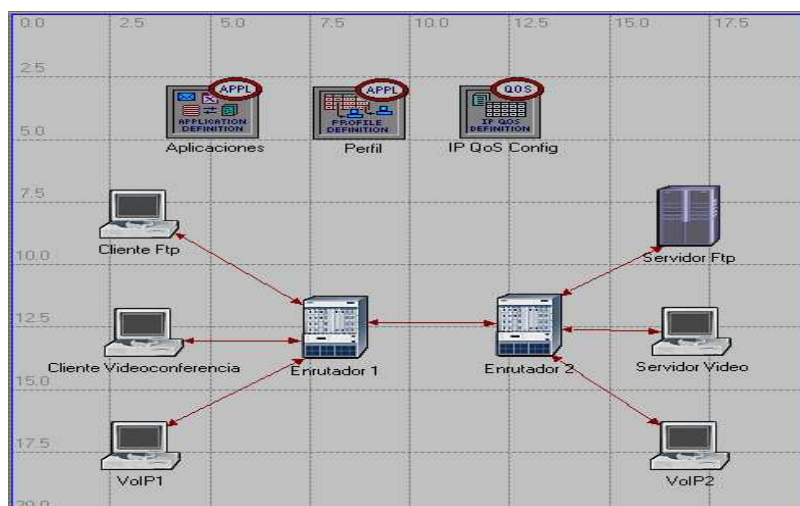 0.0 2.5 5.0 7.5 10.0 12.5 15.0 17.5
2.5
APPL APPL QOS
APPLICATION DEFINITION
PROFILE DEFINITION
IP QOS DEFINITION
5.0
Aplicaciones Perfil IP QoS Config
7.5
Cliente Ftp Servidor Ftp
10.0
12.5
Cliente Videoconferencia Enrutador 1 Enrutador 2 Servidor Video
15.0
17.5
VoIP1 VoIP2
20.0